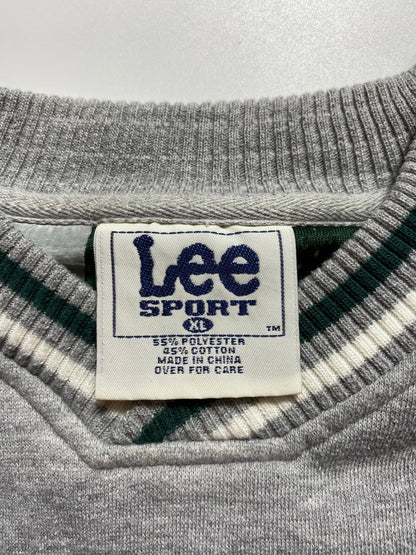 Lee
SPORT
XL
TM
55% POLYESTER
45% COTTON
MADE IN CHINA
OVER FOR CARE